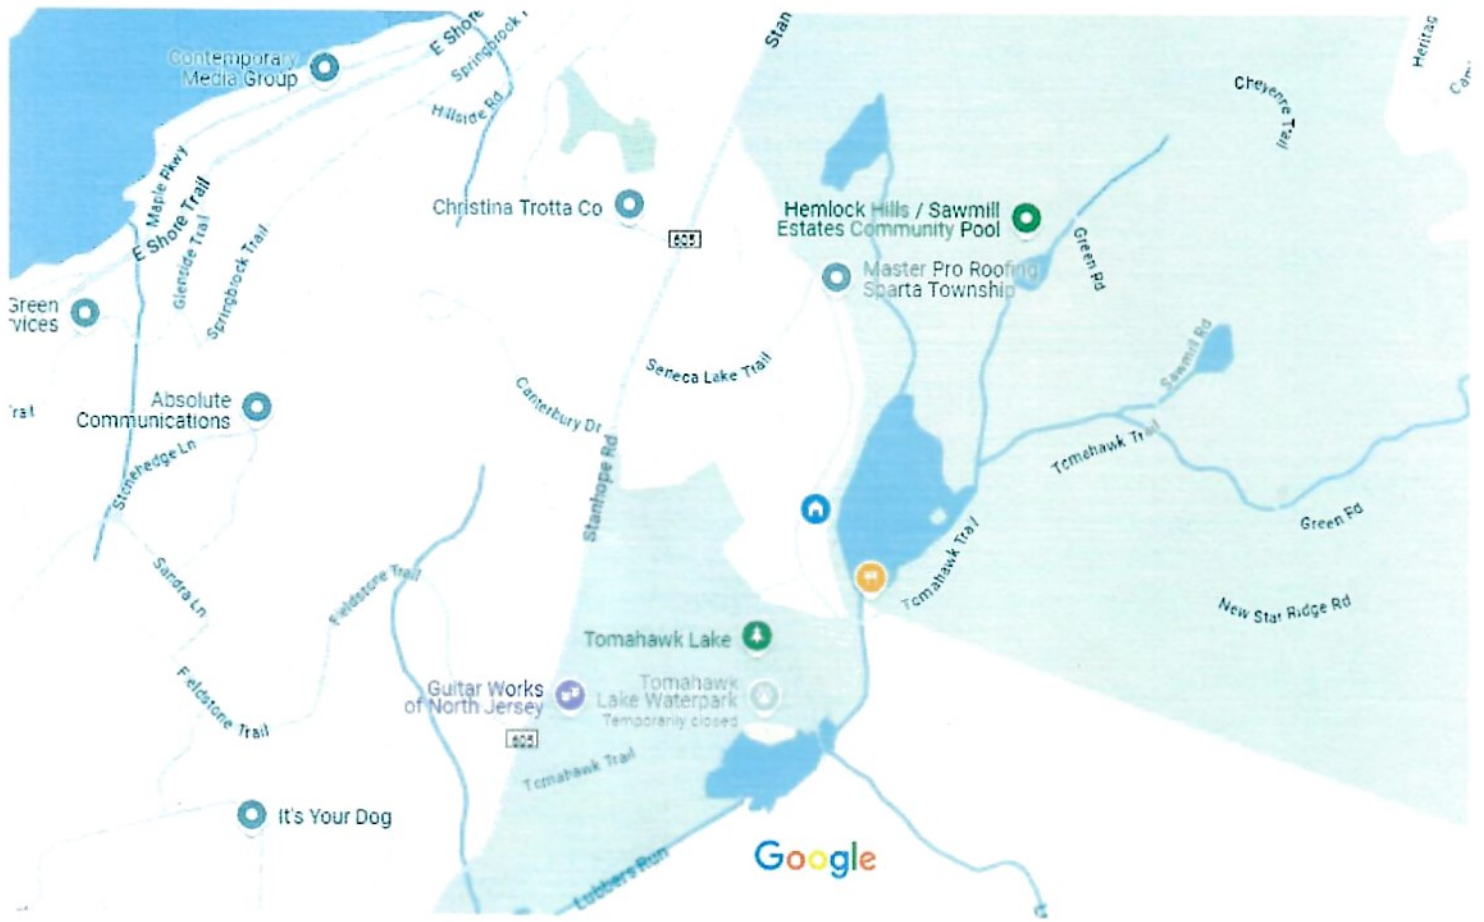 E Shore
Springbrook T
Stan
Heritag
Contemporary
Media Group
Cheyenne Trail
Hillside Rd
Maple Pkwy
E Shore Trail
Glenside Trail
Springbrook Trail
Christina Trotta Co
605
Hemlock Hills / Sawmill
Estates Community Pool
Green Rd
Master Pro Roofing
Sparta Township
Green
rvices
Seneca Lake Trail
Sawmill Rd
Canterbury Dr
Absolute
Communications
rail
Stonehedge Ln
Stanhope Rd
Tomahawk Trail
Green Rd
Tomahawk Trail
Sandra Ln
Fieldstone Trail
New Star Ridge Rd
Tomahawk Lake
Fieldstone Trail
Guitar Works
of North Jersey
Tomahawk
Lake Waterpark
Temporarily closed
605
Tomahawk Trail
It's Your Dog
Lubbers Run
Google